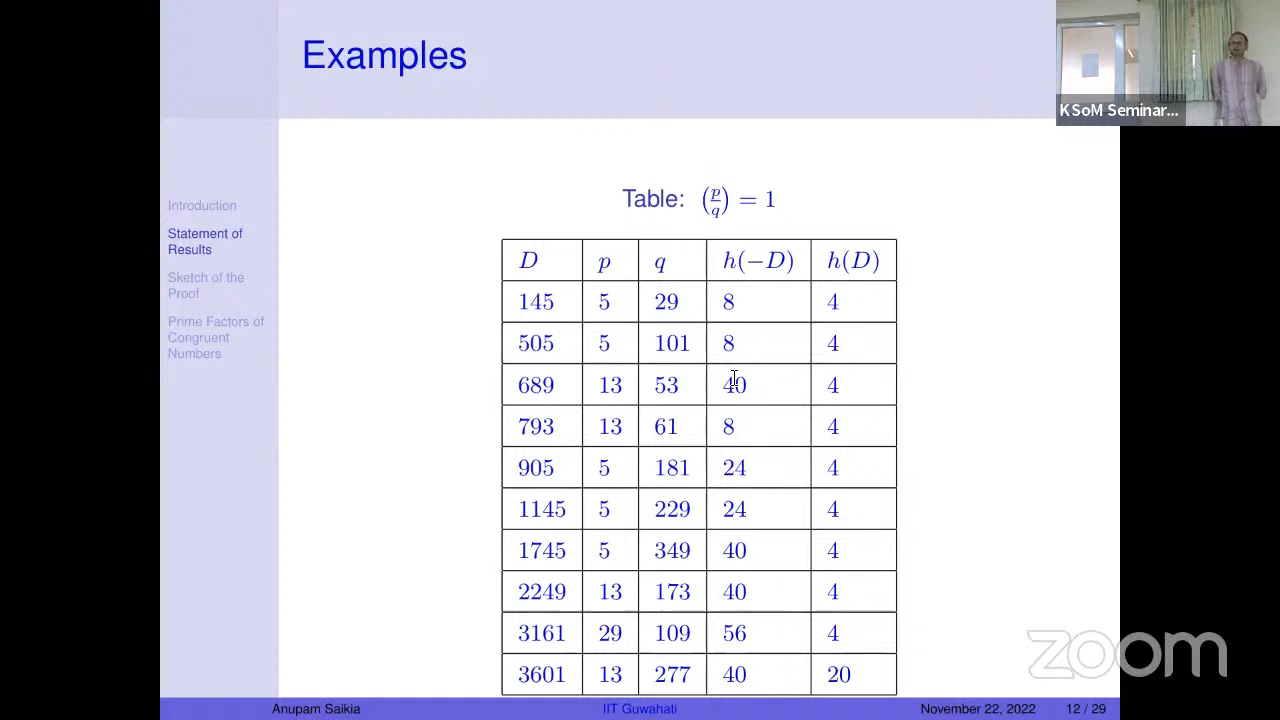 Examples
KSoM Seminar...
Introduction
Statement of
Results
Sketch of the
Proof
Prime Factors of
Congruent
Numbers
Table: (p/q) = 1
D p q h(−D) h(D)
145 5 29 8 4
505 5 101 8 4
689 13 53 40 4
793 13 61 8 4
905 5 181 24 4
1145 5 229 24 4
1745 5 349 40 4
2249 13 173 40 4
3161 29 109 56 4
3601 13 277 40 20
zoom
Anupam Saikia IIT Guwahati November 22, 2022 12 / 29